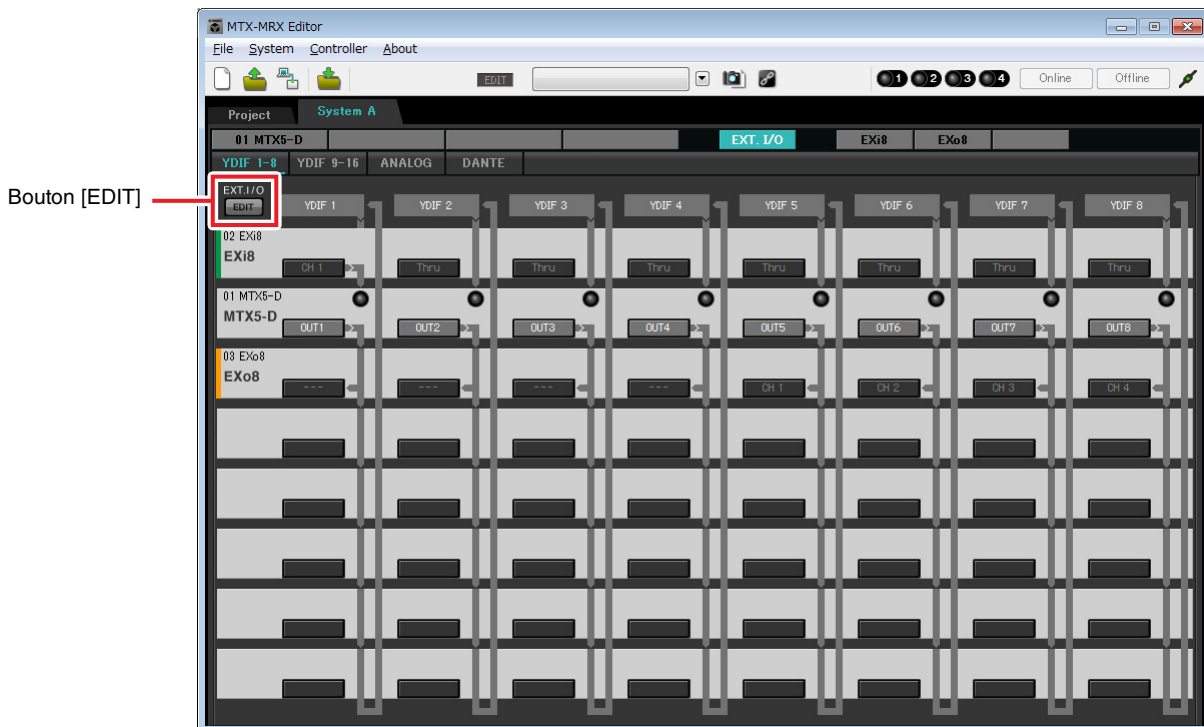 MTX-MRX Editor
File System Controller About
EDIT 1 2 3 4 Online Offline
Project System A
01 MTX5-D EXT. I/O EXi8 EXo8
YDIF 1-8 YDIF 9-16 ANALOG DANTE
Bouton [EDIT]
EXT.I/O
EDIT YDIF 1 YDIF 2 YDIF 3 YDIF 4 YDIF 5 YDIF 6 YDIF 7 YDIF 8
02 EXi8
EXi8
CH 1 Thru Thru Thru Thru Thru Thru Thru
01 MTX5-D
MTX5-D
OUT1 OUT2 OUT3 OUT4 OUT5 OUT6 OUT7 OUT8
03 EXo8
EXo8
--- --- --- --- CH 1 CH 2 CH 3 CH 4